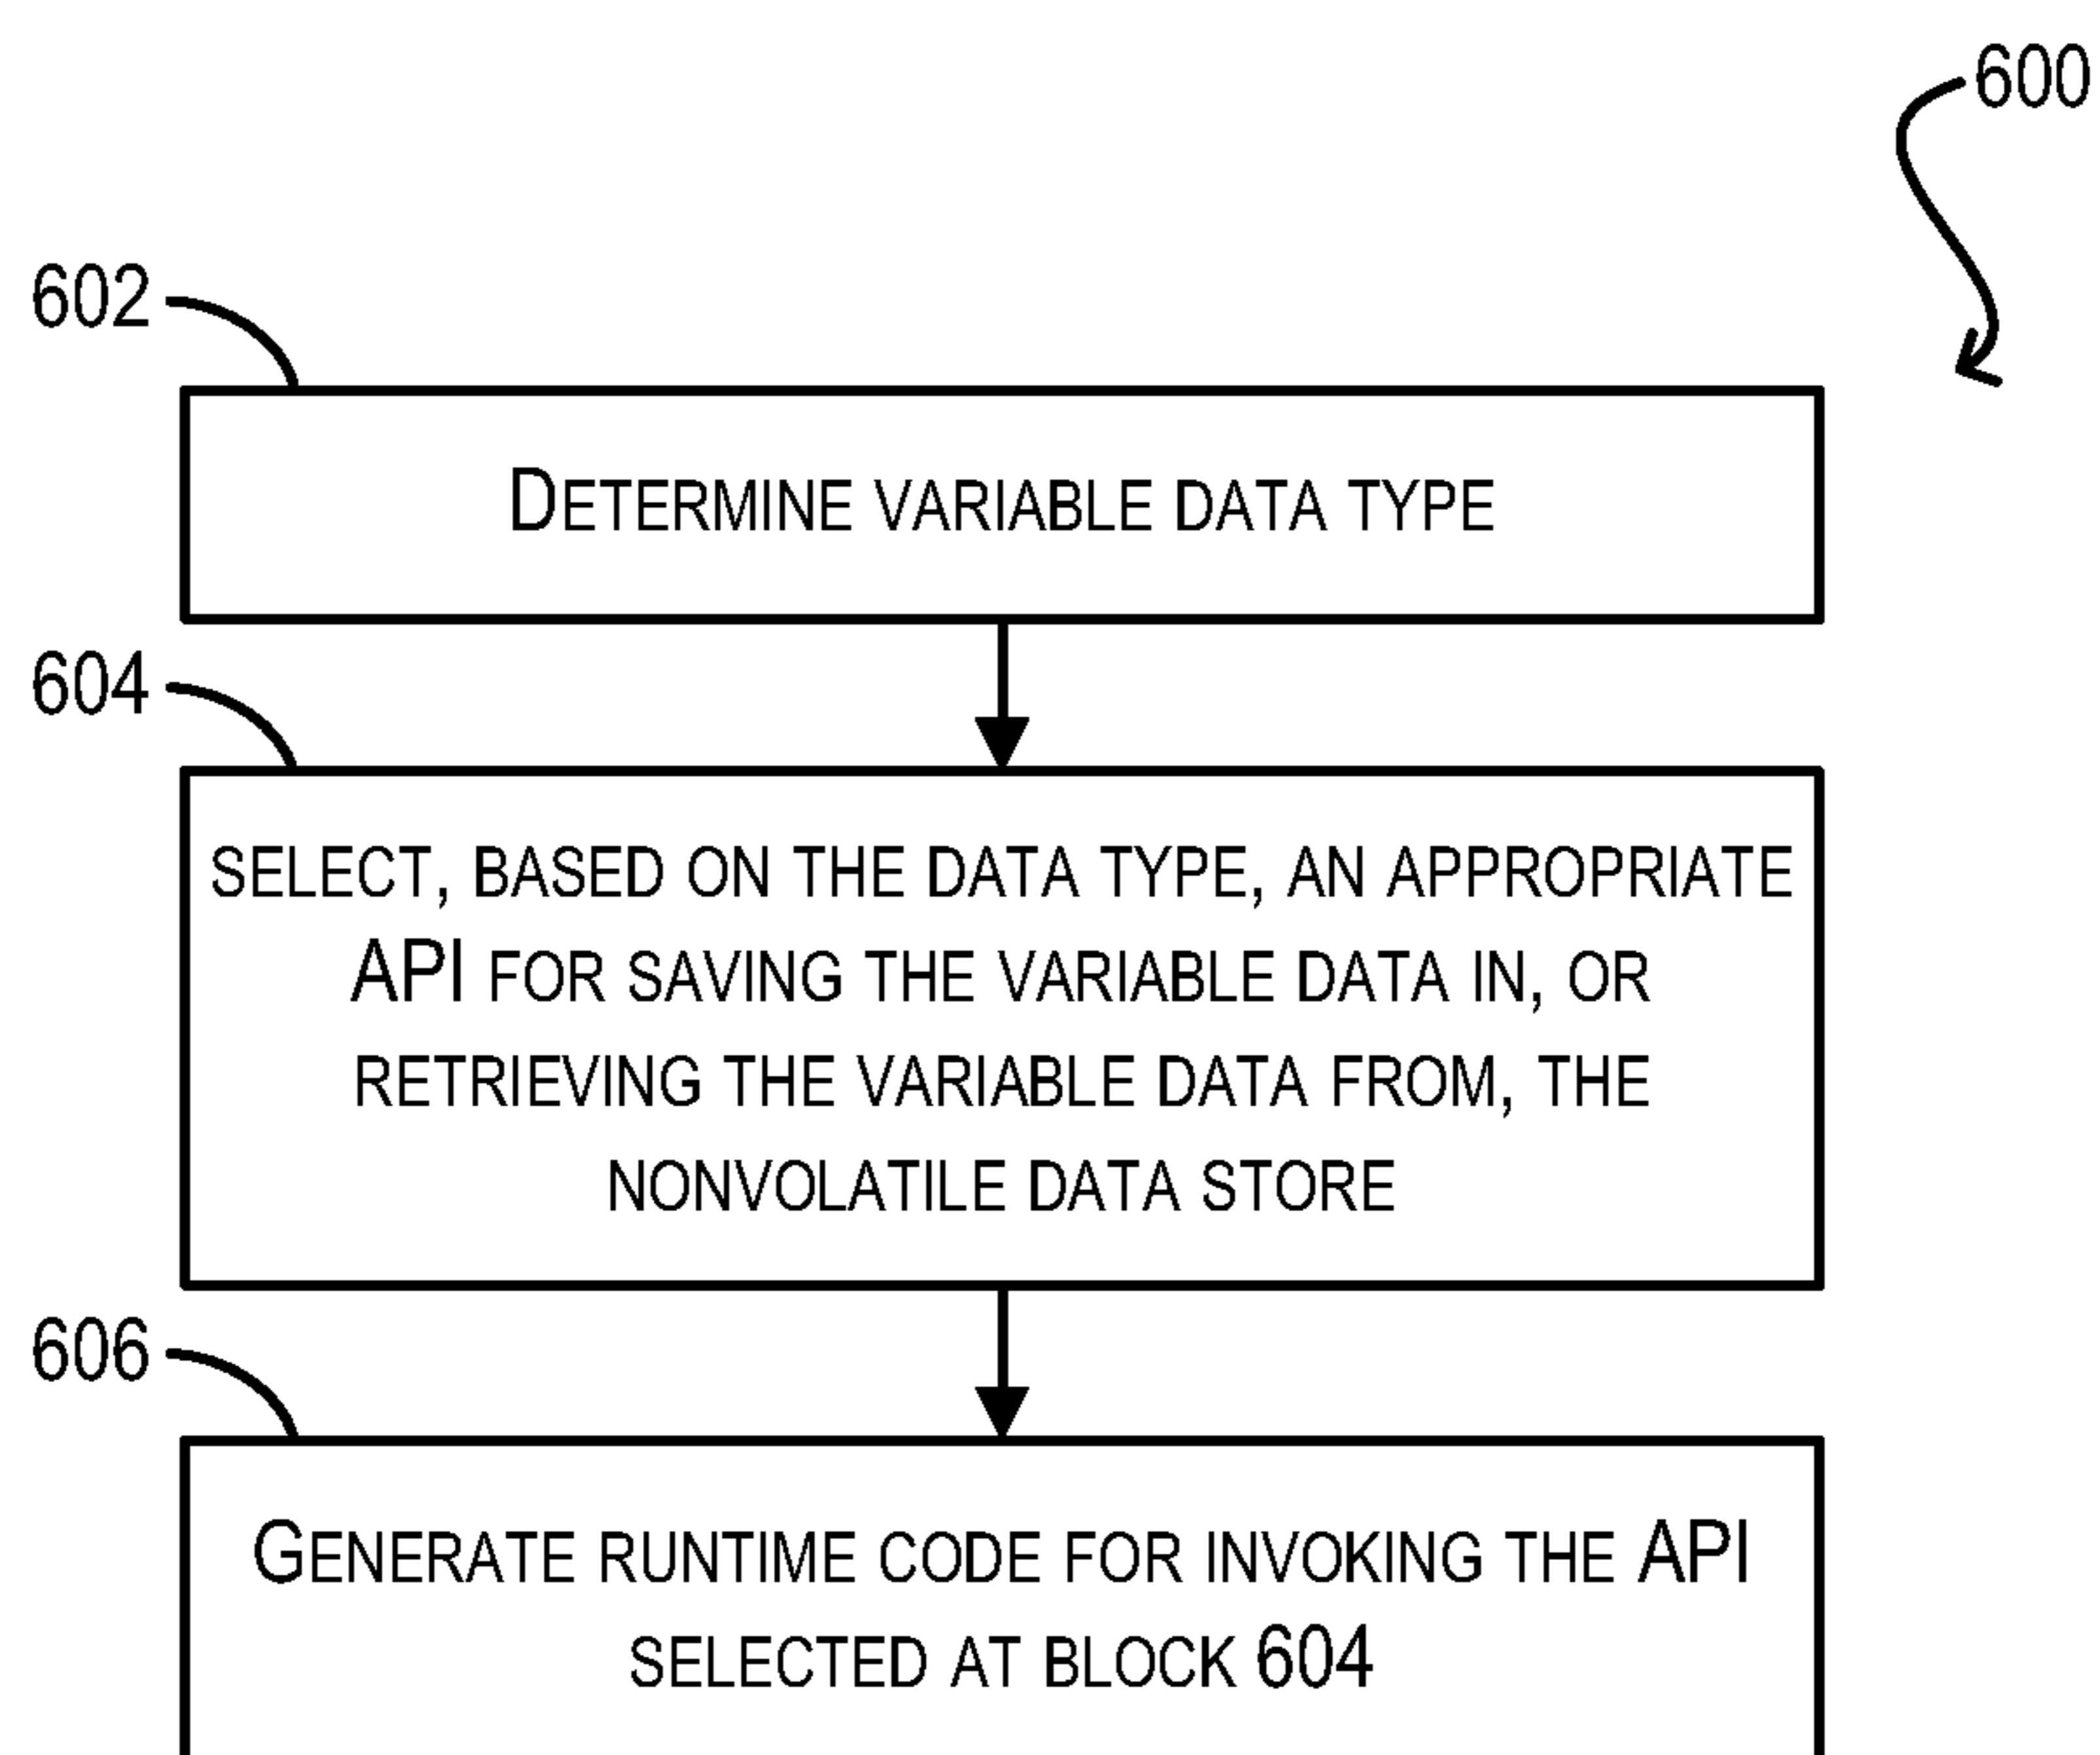 600
602
DETERMINE VARIABLE DATA TYPE
604
SELECT, BASED ON THE DATA TYPE, AN APPROPRIATE
API FOR SAVING THE VARIABLE DATA IN, OR
RETRIEVING THE VARIABLE DATA FROM, THE
NONVOLATILE DATA STORE
606
GENERATE RUNTIME CODE FOR INVOKING THE API
SELECTED AT BLOCK 604